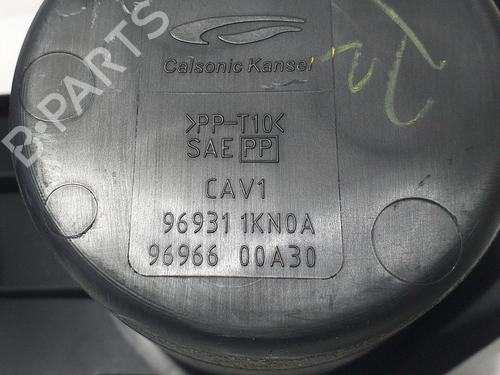 Calsonic Kansei
>PP-T10<
SAE PP
CAV1
96931 1KN0A
96966 00A30
B-PARTS